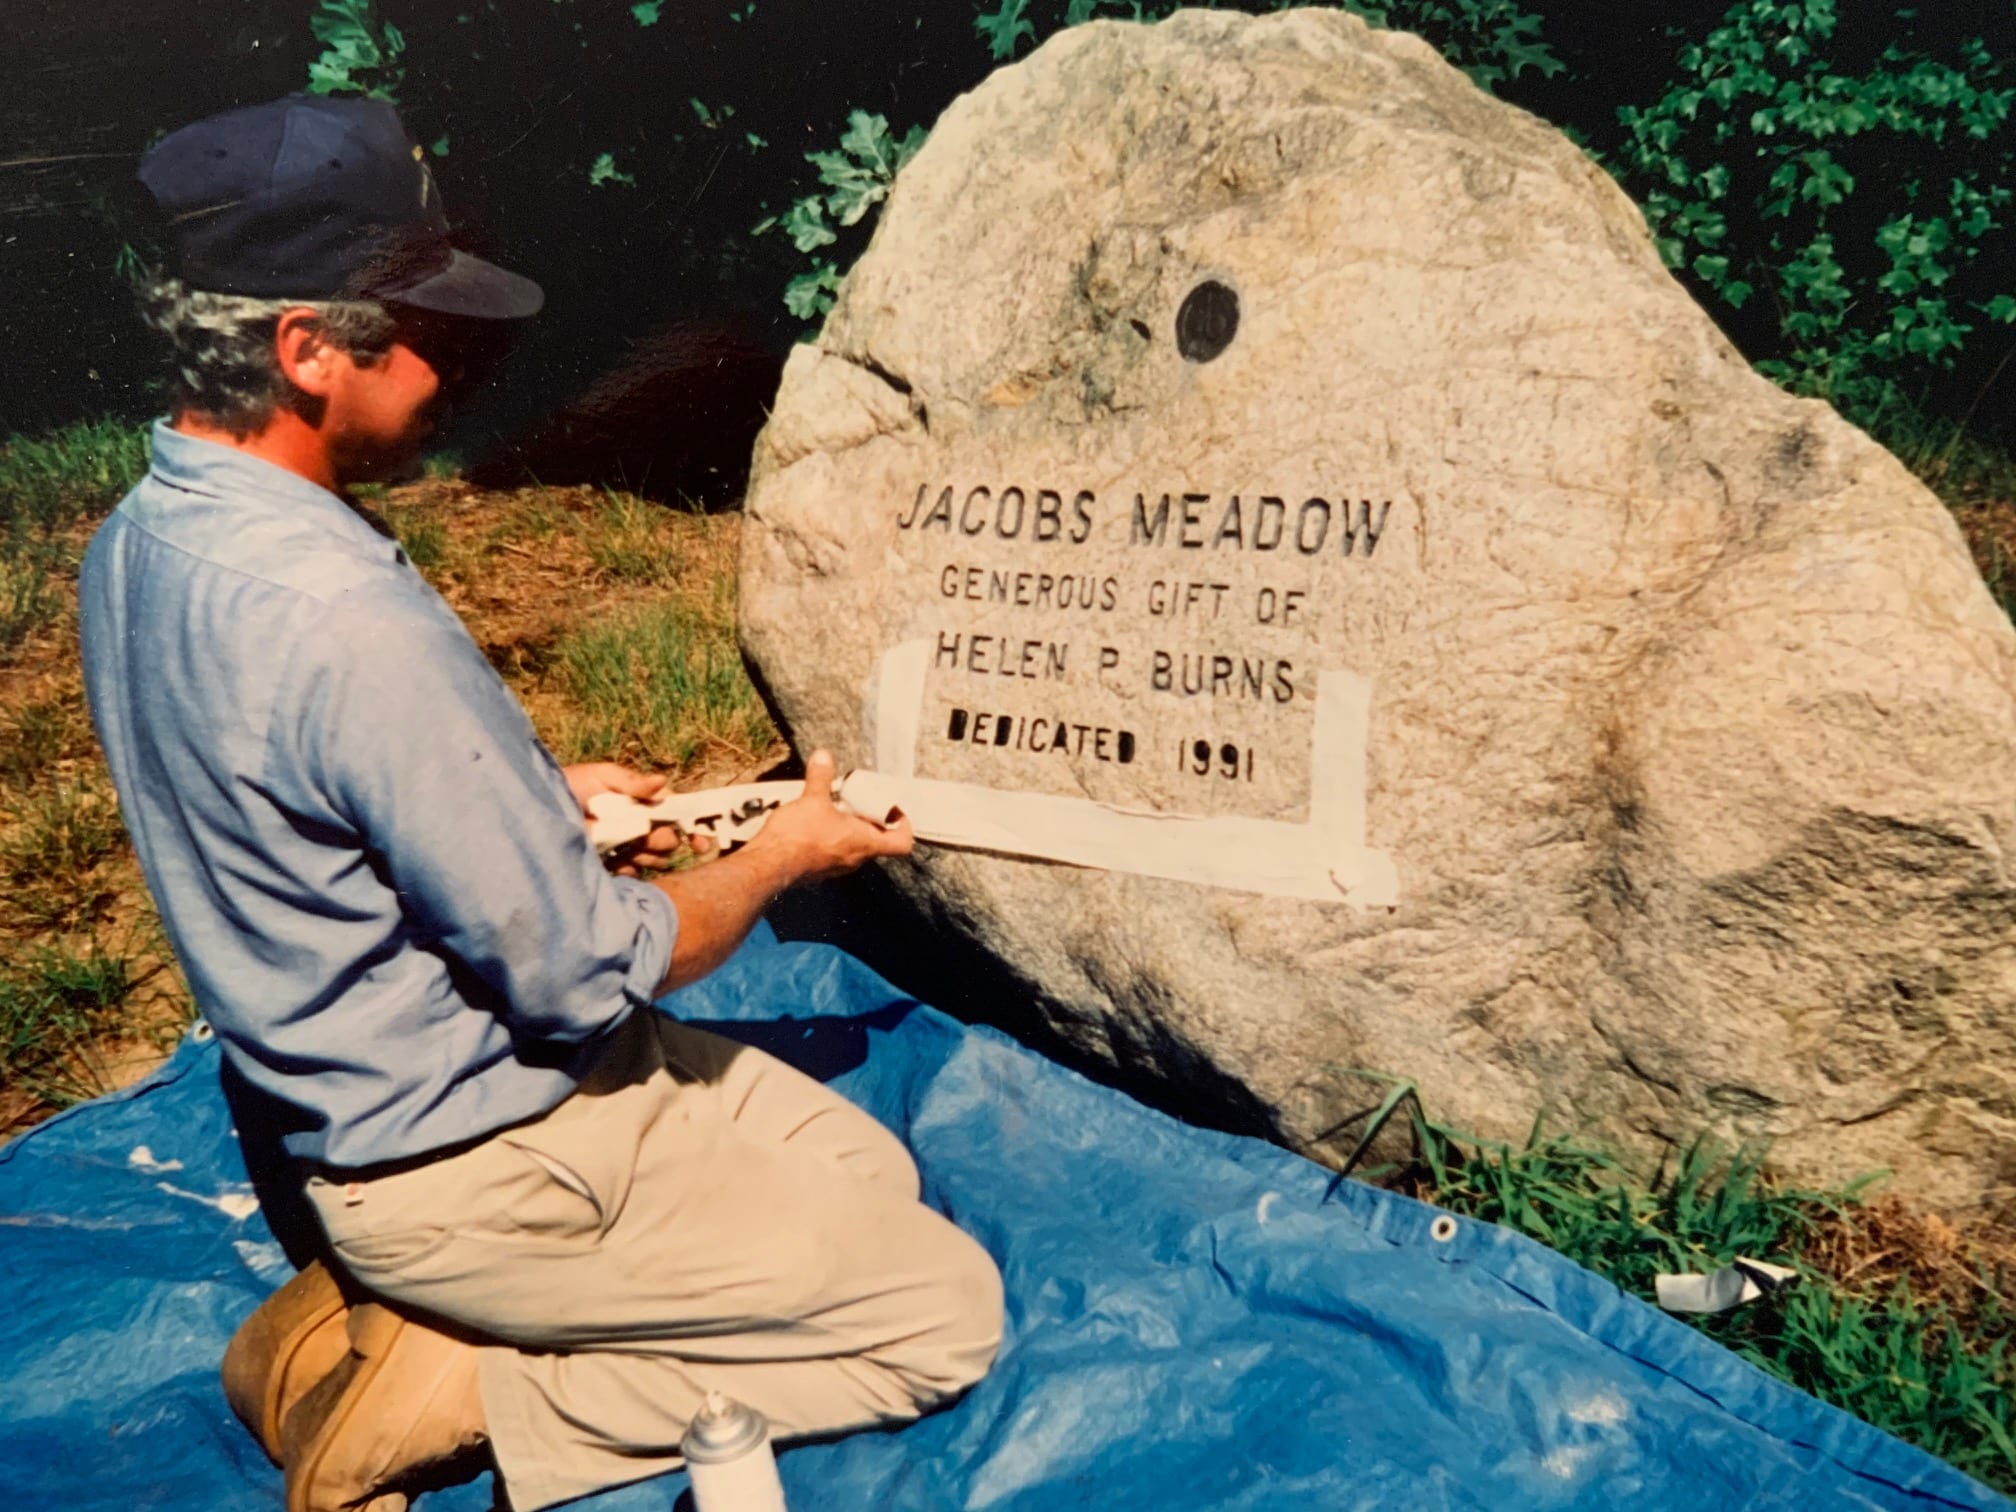 JACOBS MEADOW
GENEROUS GIFT OF
HELEN P BURNS
DEDICATED 1991